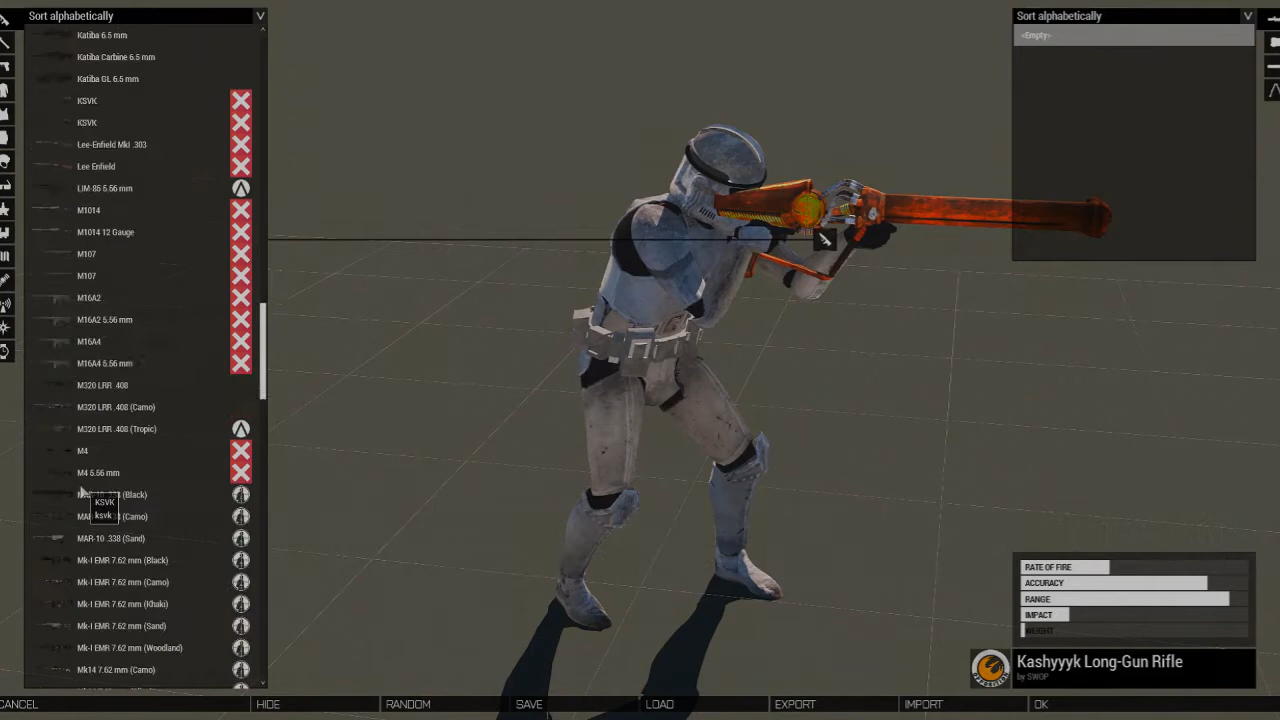 Sort alphabetically
Katiba 6.5 mm
Katiba Carbine 6.5 mm
Katiba GL 6.5 mm
KSVK
KSVK
Lee-Enfield MkI .303
Lee Enfield
LIM-85 5.56 mm
M1014
M1014 12 Gauge
M107
M107
M16A2
M16A2 5.56 mm
M16A4
M16A4 5.56 mm
M320 LRR .408
M320 LRR .408 (Camo)
M320 LRR .408 (Tropic)
M4
M4 5.56 mm
(Black)
KSVK
ksvk
(Camo)
MAR-10 .338 (Sand)
Mk-I EMR 7.62 mm (Black)
Mk-I EMR 7.62 mm (Camo)
Mk-I EMR 7.62 mm (Khaki)
Mk-I EMR 7.62 mm (Sand)
Mk-I EMR 7.62 mm (Woodland)
Mk14 7.62 mm (Camo)
Sort alphabetically
<Empty>
RATE OF FIRE
ACCURACY
RANGE
IMPACT
WEIGHT
Kashyyyk Long-Gun Rifle
by SWOP
CANCEL
HIDE
RANDOM
SAVE
LOAD
EXPORT
IMPORT
OK